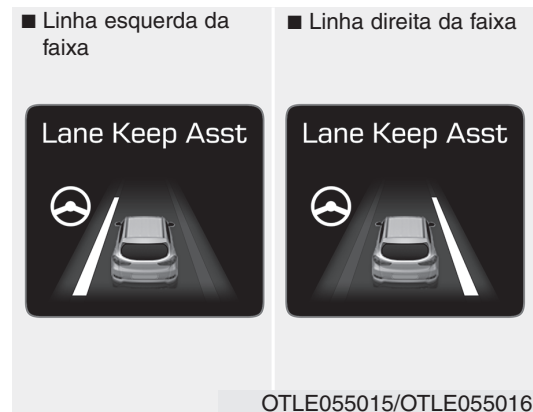 ■ Linha esquerda da
faixa
Lane Keep Asst
■ Linha direita da faixa
Lane Keep Asst
OTLE055015/OTLE055016